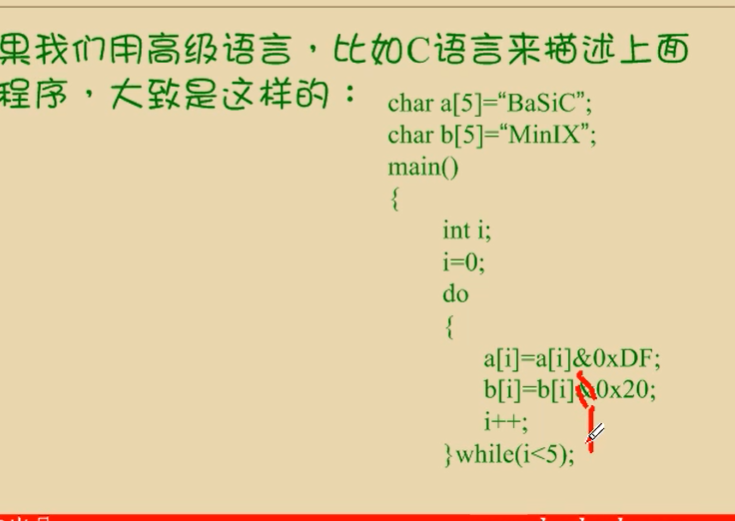 果我们用高级语言，比如C语言来描述上面
程序，大致是这样的：
char a[5]=“BaSiC”;
char b[5]=“MinIX”;
main()
{
int i;
i=0;
do
{
a[i]=a[i]&0xDF;
b[i]=b[i]&0x20;
i++;
}while(i<5);